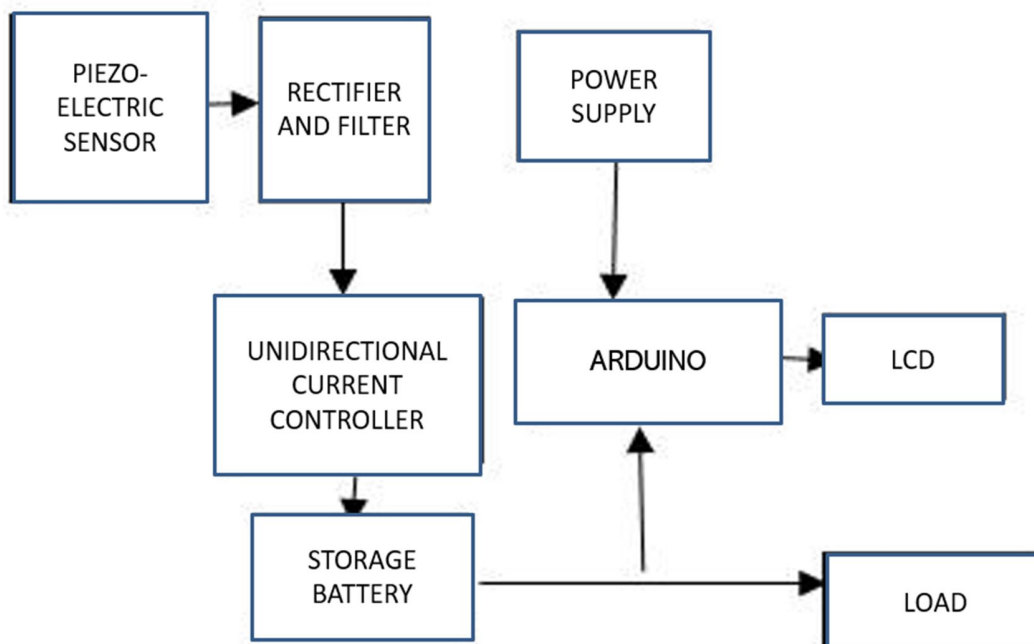 PIEZO-
ELECTRIC
SENSOR
RECTIFIER
AND FILTER
POWER
SUPPLY
UNIDIRECTIONAL
CURRENT
CONTROLLER
ARDUINO
LCD
STORAGE
BATTERY
LOAD